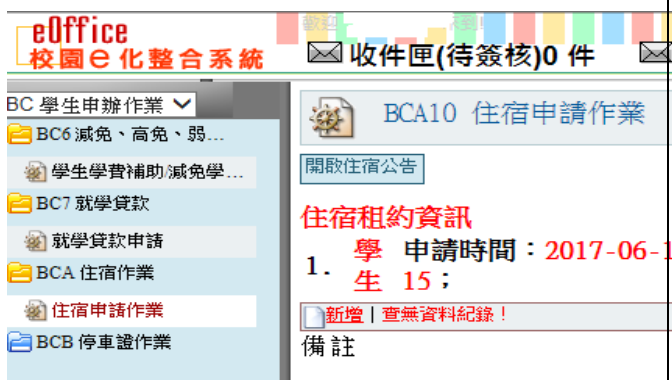 eOffice
校園e化整合系統
歡迎
來到!
收件匣(待簽核)0 件
BC 學生申辦作業
BC6 減免、高免、弱...
學生學費補助/減免學...
BC7 就學貸款
就學貸款申請
BCA 住宿作業
住宿申請作業
BCB 停車證作業
BCA10 住宿申請作業
開啟住宿公告
住宿租約資訊
1. 學生 申請時間：2017-06-1
15；
新增 | 查無資料紀錄！
備註